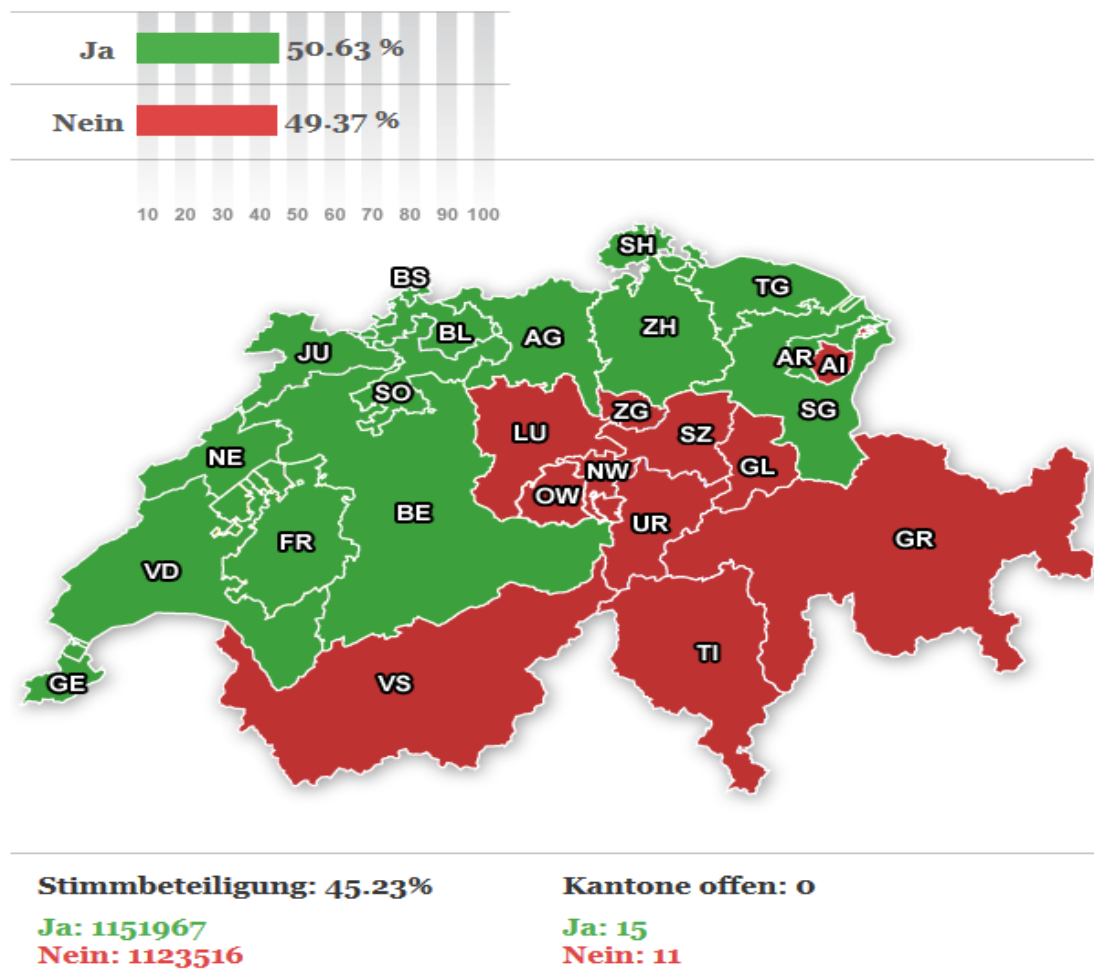 Ja 50.63 %
Nein 49.37 %
10 20 30 40 50 60 70 80 90 100
SH
BS
TG
BL
AG
ZH
JU
AR
AI
SO
ZG
SG
LU
SZ
NE
GL
NW
OW
BE
UR
FR
GR
VD
TI
GE
VS
Stimmbeteiligung: 45.23%
Ja: 1151967
Nein: 1123516
Kantone offen: 0
Ja: 15
Nein: 11